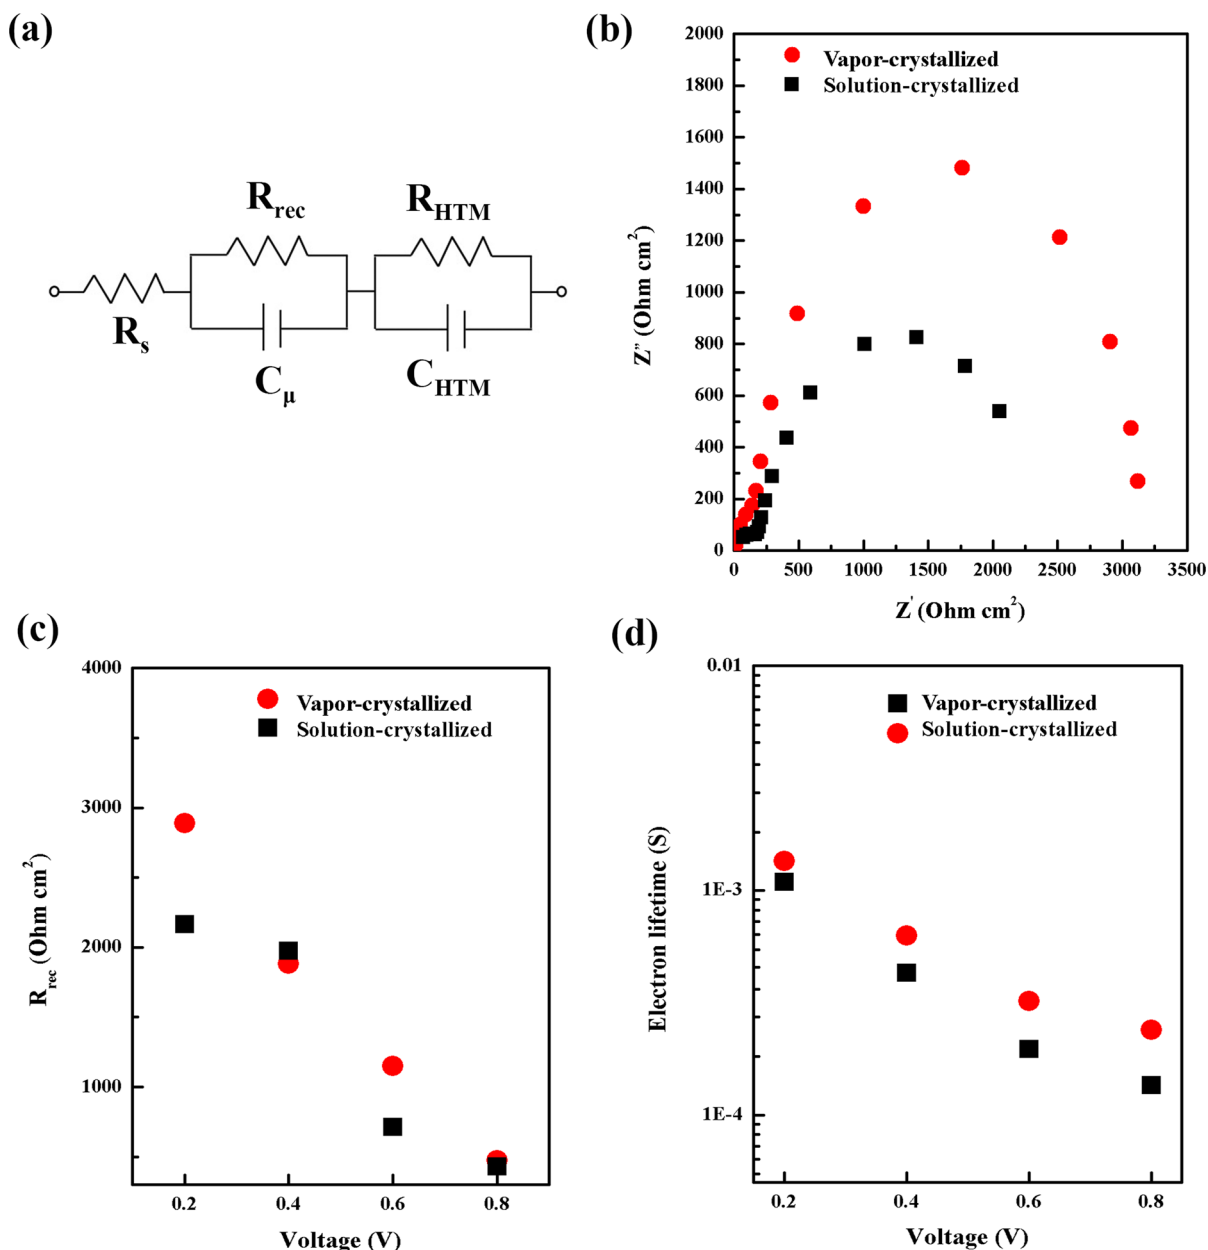 (a)
R_rec
R_HTM
R_s
C_μ
C_HTM
(b)
2000
1800
1600
1400
1200
1000
800
600
400
200
0
Z'' (Ohm cm²)
Vapor-crystallized
Solution-crystallized
0 500 1000 1500 2000 2500 3000 3500
Z' (Ohm cm²)
(c)
4000
3000
2000
1000
R_rec (Ohm cm²)
Vapor-crystallized
Solution-crystallized
0.2 0.4 0.6 0.8
Voltage (V)
(d)
0.01
1E-3
1E-4
Electron lifetime (S)
Vapor-crystallized
Solution-crystallized
0.2 0.4 0.6 0.8
Voltage (V)